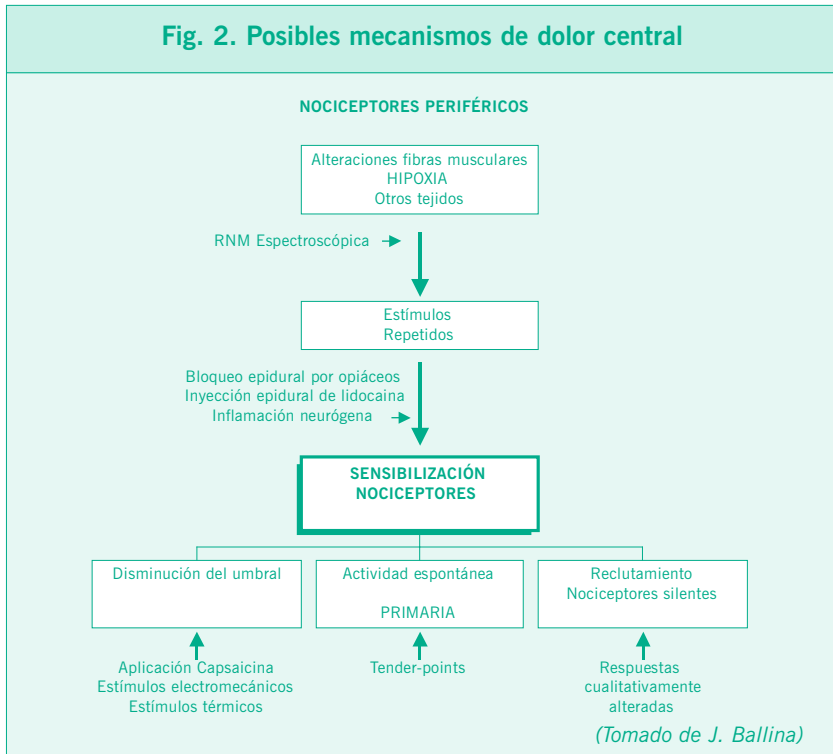 Fig. 2. Posibles mecanismos de dolor central
NOCICEPTORES PERIFÉRICOS
Alteraciones fibras musculares
HIPOXIA
Otros tejidos
RNM Espectroscópica
Estímulos
Repetidos
Bloqueo epidural por opiáceos
Inyección epidural de lidocaina
Inflamación neurógena
SENSIBILIZACIÓN
NOCICEPTORES
Disminución del umbral
Actividad espontánea
PRIMARIA
Reclutamiento
Nociceptores silentes
Aplicación Capsaicina
Estímulos electromecánicos
Estímulos térmicos
Tender-points
Respuestas
cualitativamente
alteradas
(Tomado de J. Ballina)